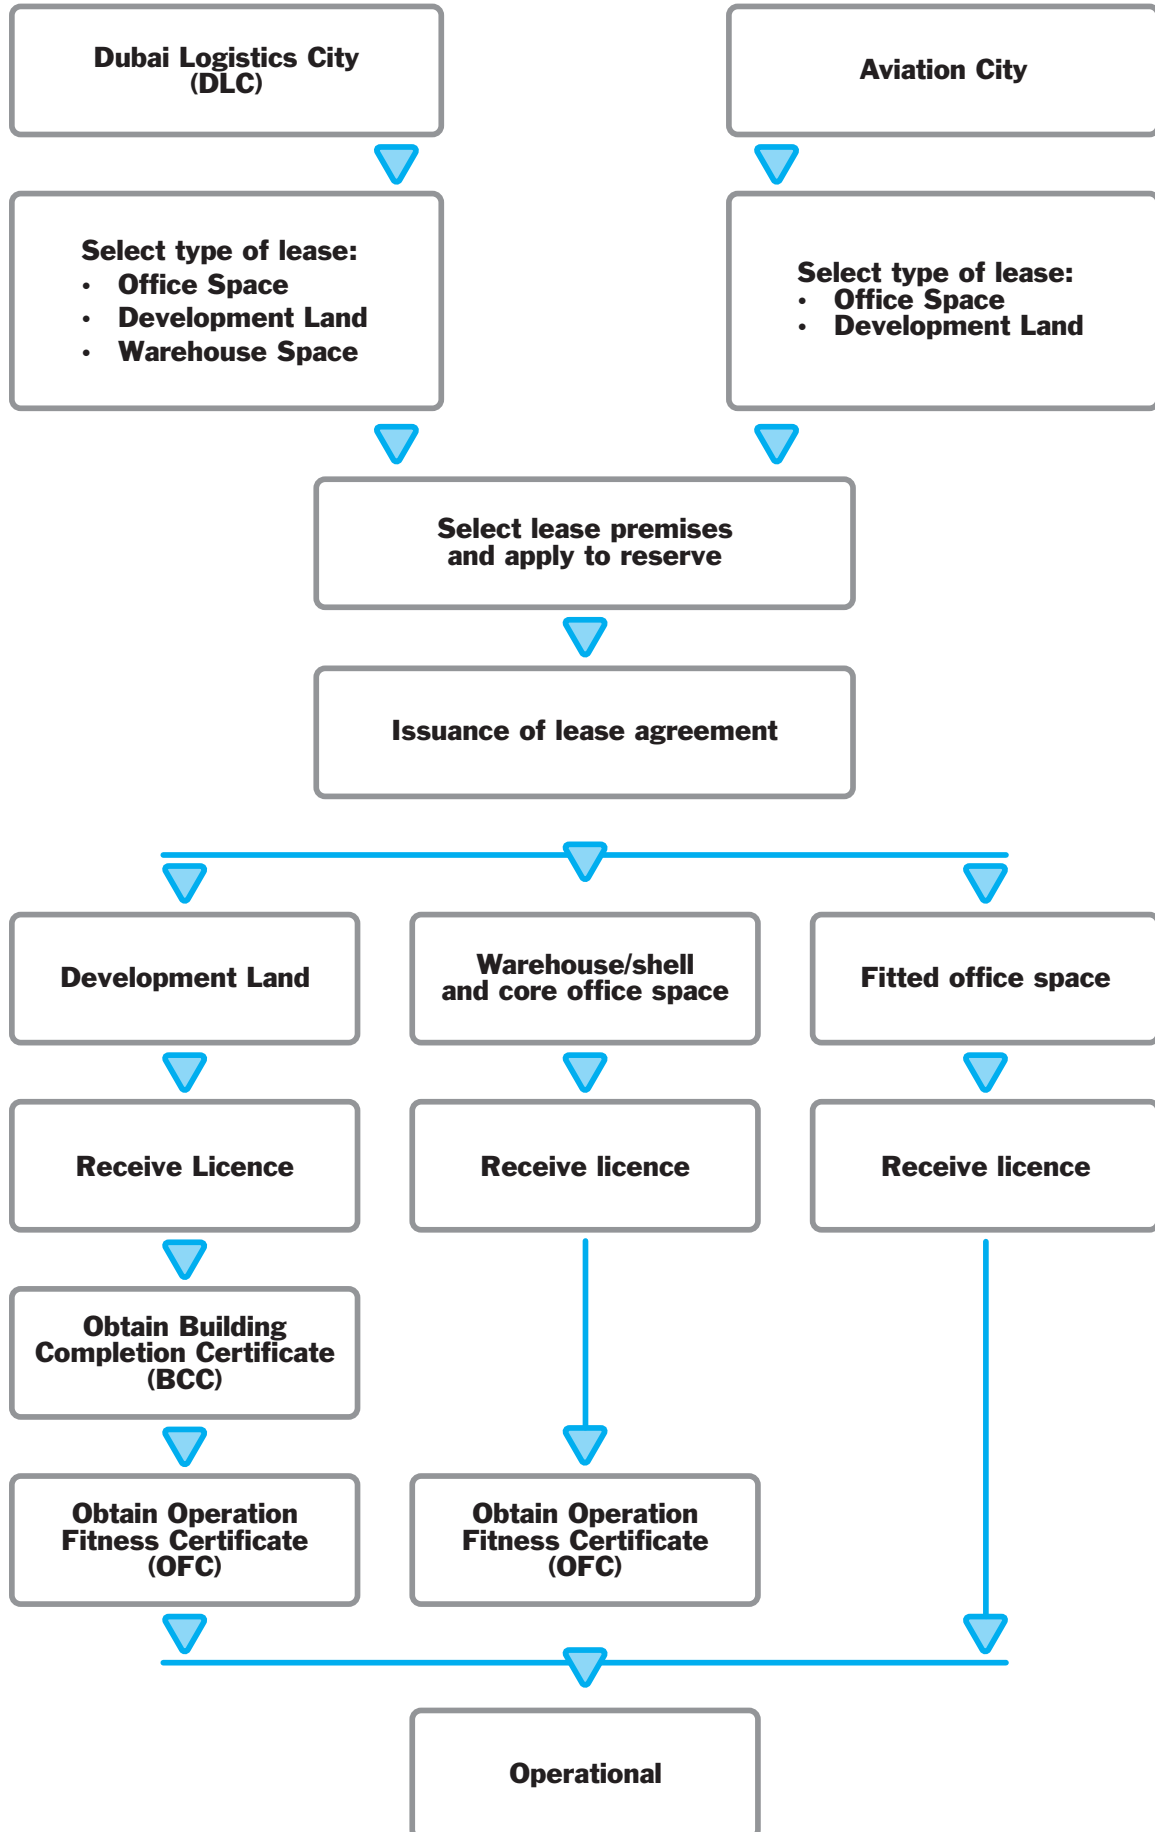 Dubai Logistics City
(DLC)
Aviation City
Select type of lease:
• Office Space
• Development Land
• Warehouse Space
Select type of lease:
• Office Space
• Development Land
Select lease premises
and apply to reserve
Issuance of lease agreement
Development Land
Warehouse/shell
and core office space
Fitted office space
Receive Licence
Receive licence
Receive licence
Obtain Building
Completion Certificate
(BCC)
Obtain Operation
Fitness Certificate
(OFC)
Obtain Operation
Fitness Certificate
(OFC)
Operational